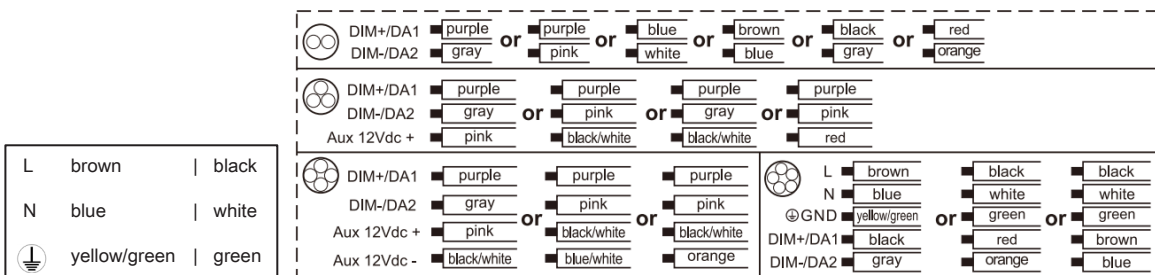 L brown | black
N blue | white
yellow/green | green
DIM+/DA1 purple or purple or blue or brown or black or red
DIM-/DA2 gray pink white blue gray orange
DIM+/DA1 purple purple purple purple
DIM-/DA2 gray or pink or gray or pink
Aux 12Vdc + pink black/white black/white red
DIM+/DA1 purple purple purple
DIM-/DA2 gray or pink or pink
Aux 12Vdc + pink black/white black/white
Aux 12Vdc - black/white blue/white orange
L brown black black
N blue white white
GND yellow/green or green or green
DIM+/DA1 black red brown
DIM-/DA2 gray orange blue